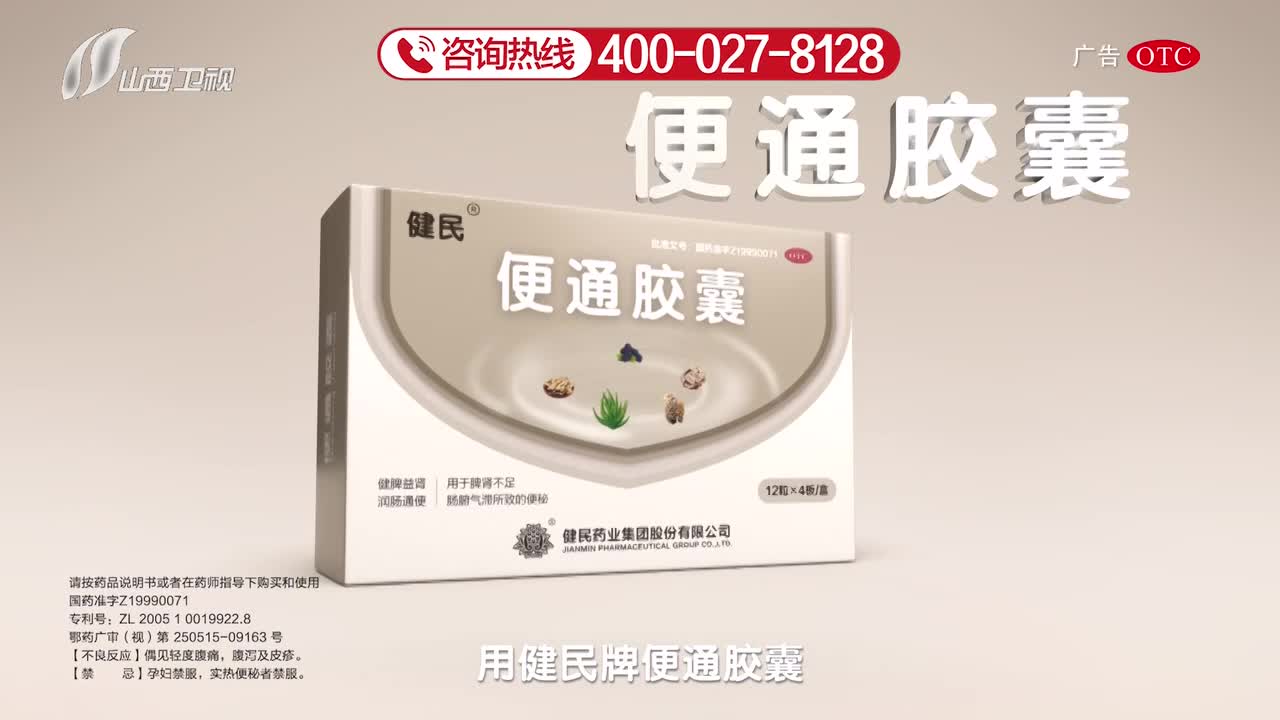 山西卫视
咨询热线 400-027-8128
广告 OTC
便通胶囊
健民®
批准文号：国药准字Z19990071 OTC
便通胶囊
健脾益肾
润肠通便
用于脾肾不足
肠腑气滞所致的便秘
12粒×4板/盒
健民药业集团股份有限公司
JIANMIN PHARMACEUTICAL GROUP CO.,LTD.
请按药品说明书或者在药师指导下购买和使用
国药准字Z19990071
专利号：ZL 2005 1 0019922.8
鄂药广审（视）第 250515-09163 号
【不良反应】偶见轻度腹痛，腹泻及皮疹。
忌】孕妇禁服，实热便秘者禁服。
用健民牌便通胶囊